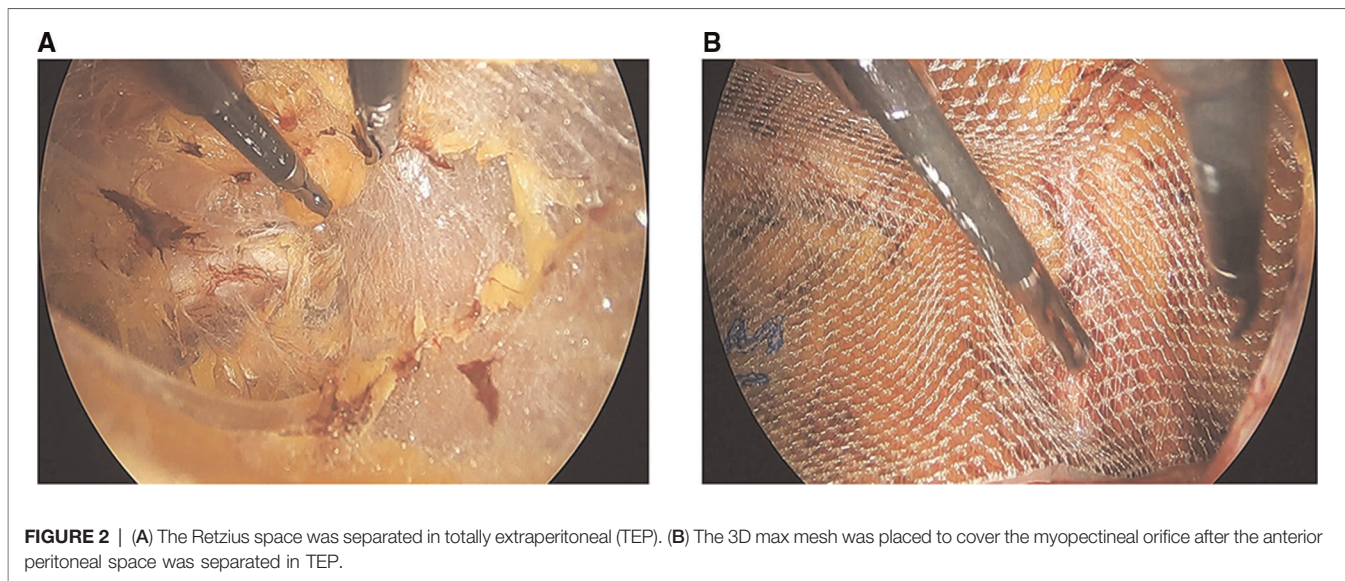 A
B
FIGURE 2 | (A) The Retzius space was separated in totally extraperitoneal (TEP). (B) The 3D max mesh was placed to cover the myopectineal orifice after the anterior
peritoneal space was separated in TEP.